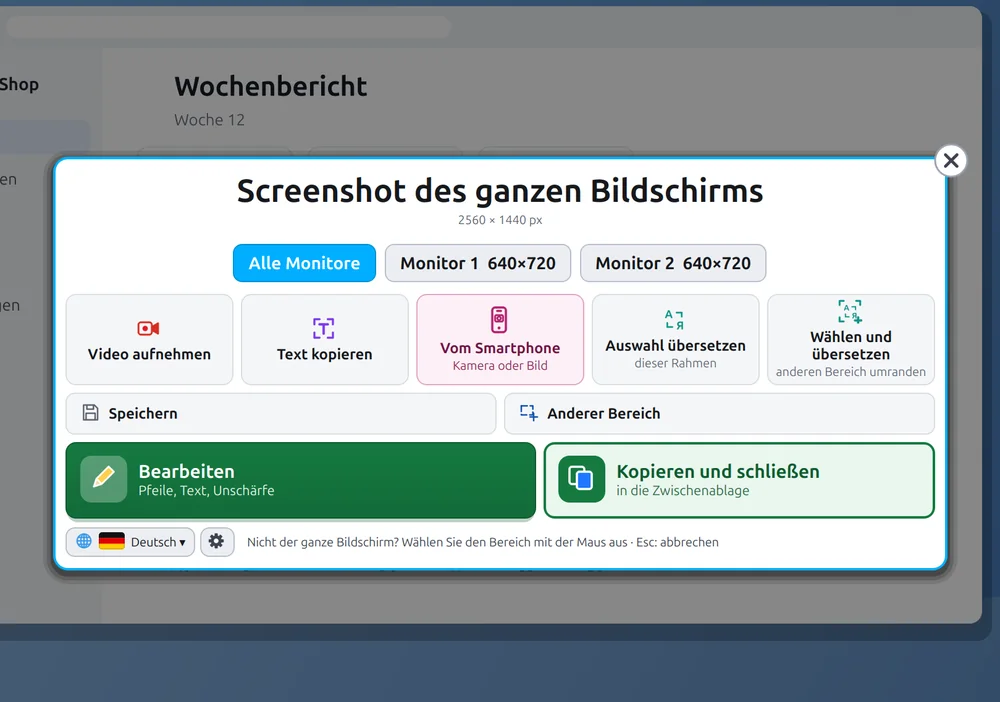 Shop
Wochenbericht
Woche 12
en
gen
Screenshot des ganzen Bildschirms
2560 × 1440 px
Alle Monitore
Monitor 1 640×720
Monitor 2 640×720
Video aufnehmen
Text kopieren
Vom Smartphone
Kamera oder Bild
Auswahl übersetzen
dieser Rahmen
Wählen und
übersetzen
anderen Bereich umranden
Speichern
Anderer Bereich
Bearbeiten
Pfeile, Text, Unschärfe
Kopieren und schließen
in die Zwischenablage
Deutsch ▾
Nicht der ganze Bildschirm? Wählen Sie den Bereich mit der Maus aus · Esc: abbrechen